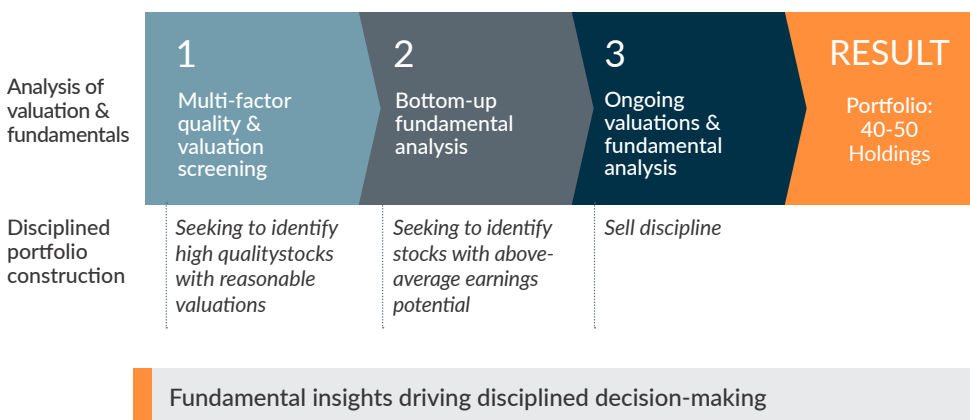 Analysis of
valuation &
fundamentals
1
Multi-factor
quality &
valuation
screening
2
Bottom-up
fundamental
analysis
3
Ongoing
valuations &
fundamental
analysis
RESULT
Portfolio:
40-50
Holdings
Disciplined
portfolio
construction
Seeking to identify
high qualitystocks
with reasonable
valuations
Seeking to identify
stocks with above-
average earnings
potential
Sell discipline
Fundamental insights driving disciplined decision-making